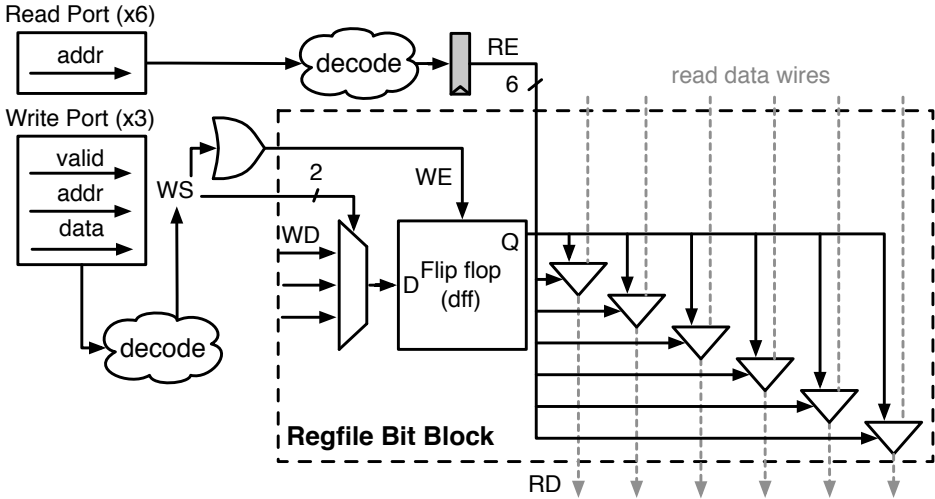 Read Port (x6)
addr
decode
RE
6
read data wires
Write Port (x3)
valid
addr
data
WS
2
WE
WD
D
Q
Flip flop
(dff)
decode
Regfile Bit Block
RD